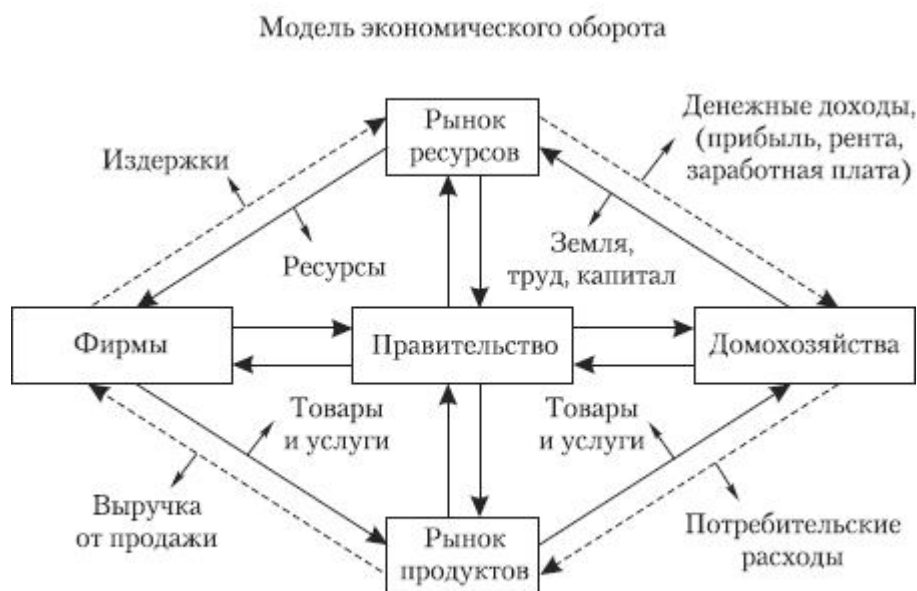 Модель экономического оборота
Рынок
ресурсов
Денежные доходы,
(прибыль, рента,
заработная плата)
Издержки
Ресурсы
Земля,
труд, капитал
Фирмы
Правительство
Домохозяйства
Товары
и услуги
Товары
и услуги
Выручка
от продажи
Рынок
продуктов
Потребительские
расходы